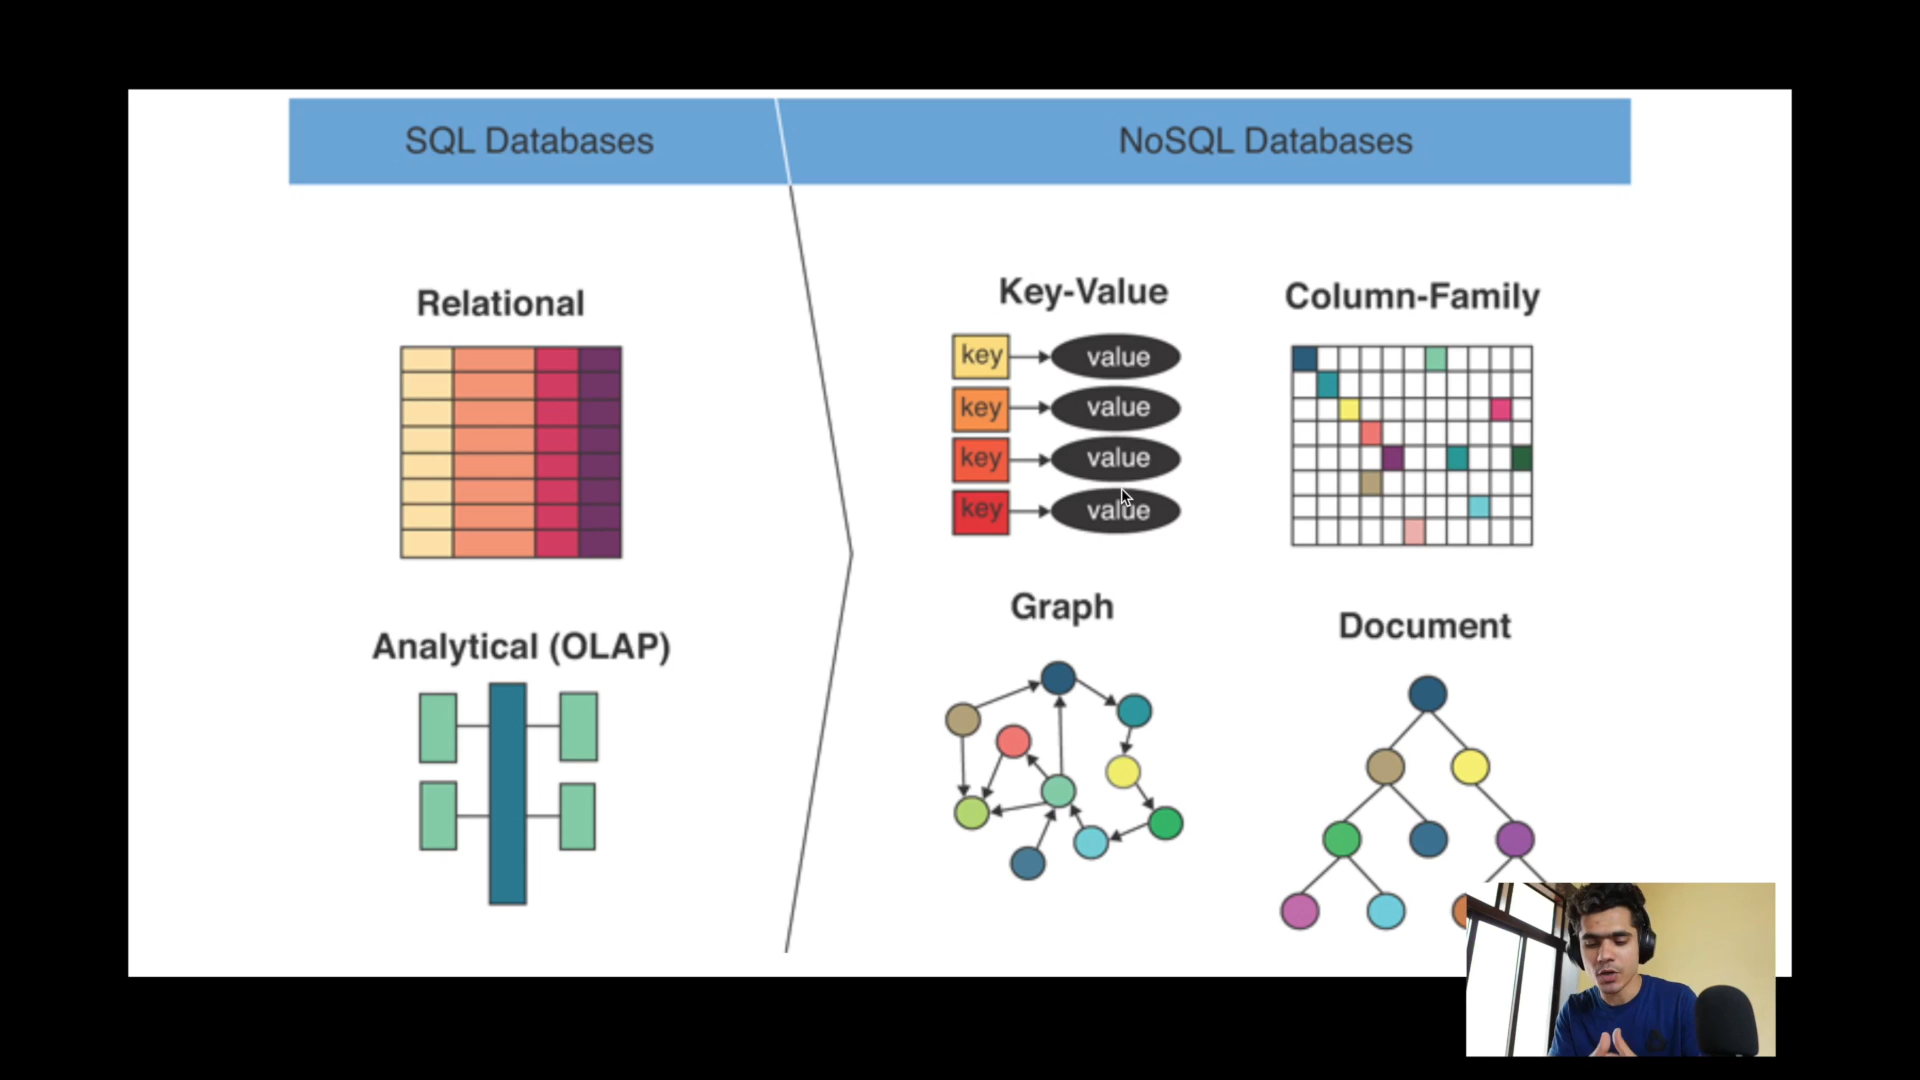 SQL Databases
NoSQL Databases
Relational
Key-Value
Column-Family
key
value
key
value
key
value
key
value
Analytical (OLAP)
Graph
Document